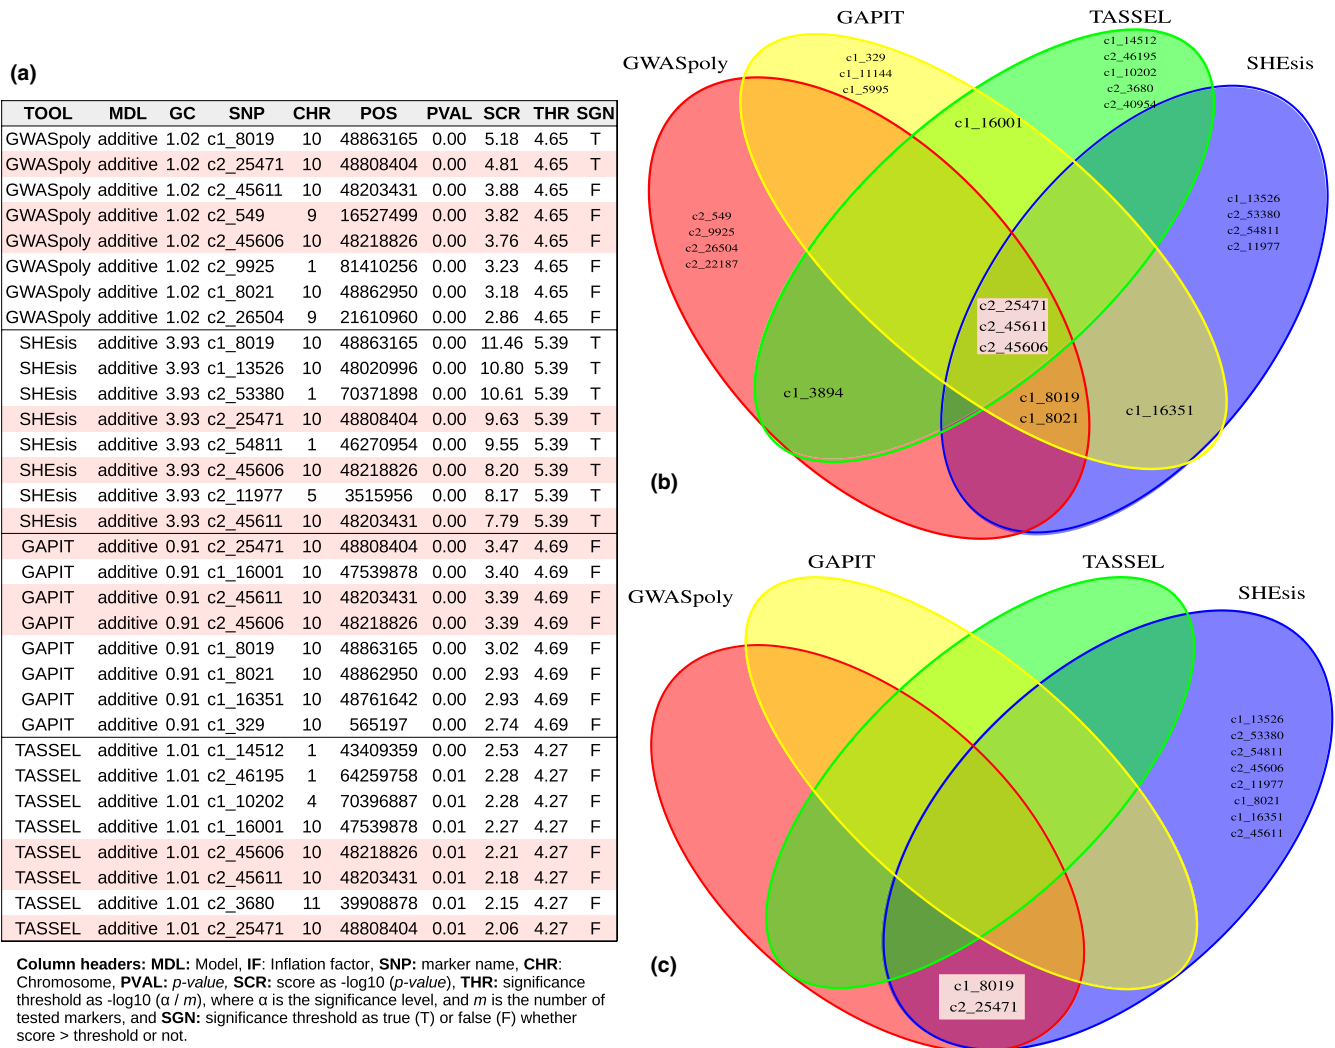 (a)
TOOL MDL GC SNP CHR POS PVAL SCR THR SGN
GWASpoly additive 1.02 c1_8019 10 48863165 0.00 5.18 4.65 T
GWASpoly additive 1.02 c2_25471 10 48808404 0.00 4.81 4.65 T
GWASpoly additive 1.02 c2_45611 10 48203431 0.00 3.88 4.65 F
GWASpoly additive 1.02 c2_549 9 16527499 0.00 3.82 4.65 F
GWASpoly additive 1.02 c2_45606 10 48218826 0.00 3.76 4.65 F
GWASpoly additive 1.02 c2_9925 1 81410256 0.00 3.23 4.65 F
GWASpoly additive 1.02 c1_8021 10 48862950 0.00 3.18 4.65 F
GWASpoly additive 1.02 c2_26504 9 21610960 0.00 2.86 4.65 F
SHEsis additive 3.93 c1_8019 10 48863165 0.00 11.46 5.39 T
SHEsis additive 3.93 c1_13526 10 48020996 0.00 10.80 5.39 T
SHEsis additive 3.93 c2_53380 1 70371898 0.00 10.61 5.39 T
SHEsis additive 3.93 c2_25471 10 48808404 0.00 9.63 5.39 T
SHEsis additive 3.93 c2_54811 1 46270954 0.00 9.55 5.39 T
SHEsis additive 3.93 c2_45606 10 48218826 0.00 8.20 5.39 T
SHEsis additive 3.93 c2_11977 5 3515956 0.00 8.17 5.39 T
SHEsis additive 3.93 c2_45611 10 48203431 0.00 7.79 5.39 T
GAPIT additive 0.91 c2_25471 10 48808404 0.00 3.47 4.69 F
GAPIT additive 0.91 c1_16001 10 47539878 0.00 3.40 4.69 F
GAPIT additive 0.91 c2_45611 10 48203431 0.00 3.39 4.69 F
GAPIT additive 0.91 c2_45606 10 48218826 0.00 3.39 4.69 F
GAPIT additive 0.91 c1_8019 10 48863165 0.00 3.02 4.69 F
GAPIT additive 0.91 c1_8021 10 48862950 0.00 2.93 4.69 F
GAPIT additive 0.91 c1_16351 10 48761642 0.00 2.93 4.69 F
GAPIT additive 0.91 c1_329 10 565197 0.00 2.74 4.69 F
TASSEL additive 1.01 c1_14512 1 43409359 0.00 2.53 4.27 F
TASSEL additive 1.01 c2_46195 1 64259758 0.01 2.28 4.27 F
TASSEL additive 1.01 c1_10202 4 70396887 0.01 2.28 4.27 F
TASSEL additive 1.01 c1_16001 10 47539878 0.01 2.27 4.27 F
TASSEL additive 1.01 c2_45606 10 48218826 0.01 2.21 4.27 F
TASSEL additive 1.01 c2_45611 10 48203431 0.01 2.18 4.27 F
TASSEL additive 1.01 c2_3680 11 39908878 0.01 2.15 4.27 F
TASSEL additive 1.01 c2_25471 10 48808404 0.01 2.06 4.27 F
Column headers: MDL: Model, IF: Inflation factor, SNP: marker name, CHR:
Chromosome, PVAL: p-value, SCR: score as -log10 (p-value), THR: significance
threshold as -log10 (α / m), where α is the significance level, and m is the number of
tested markers, and SGN: significance threshold as true (T) or false (F) whether
score > threshold or not.
(b)
GWASpoly
GAPIT
TASSEL
SHEsis
c1_329
c1_11144
c1_5995
c1_14512
c2_46195
c1_10202
c2_3680
c2_40954
c1_16001
c2_549
c2_9925
c2_26504
c2_22187
c1_13526
c2_53380
c2_54811
c2_11977
c2_25471
c2_45611
c2_45606
c1_3894
c1_8019
c1_8021
c1_16351
(c)
GWASpoly
GAPIT
TASSEL
SHEsis
c1_13526
c2_53380
c2_54811
c2_45606
c2_11977
c1_8021
c1_16351
c2_45611
c1_8019
c2_25471